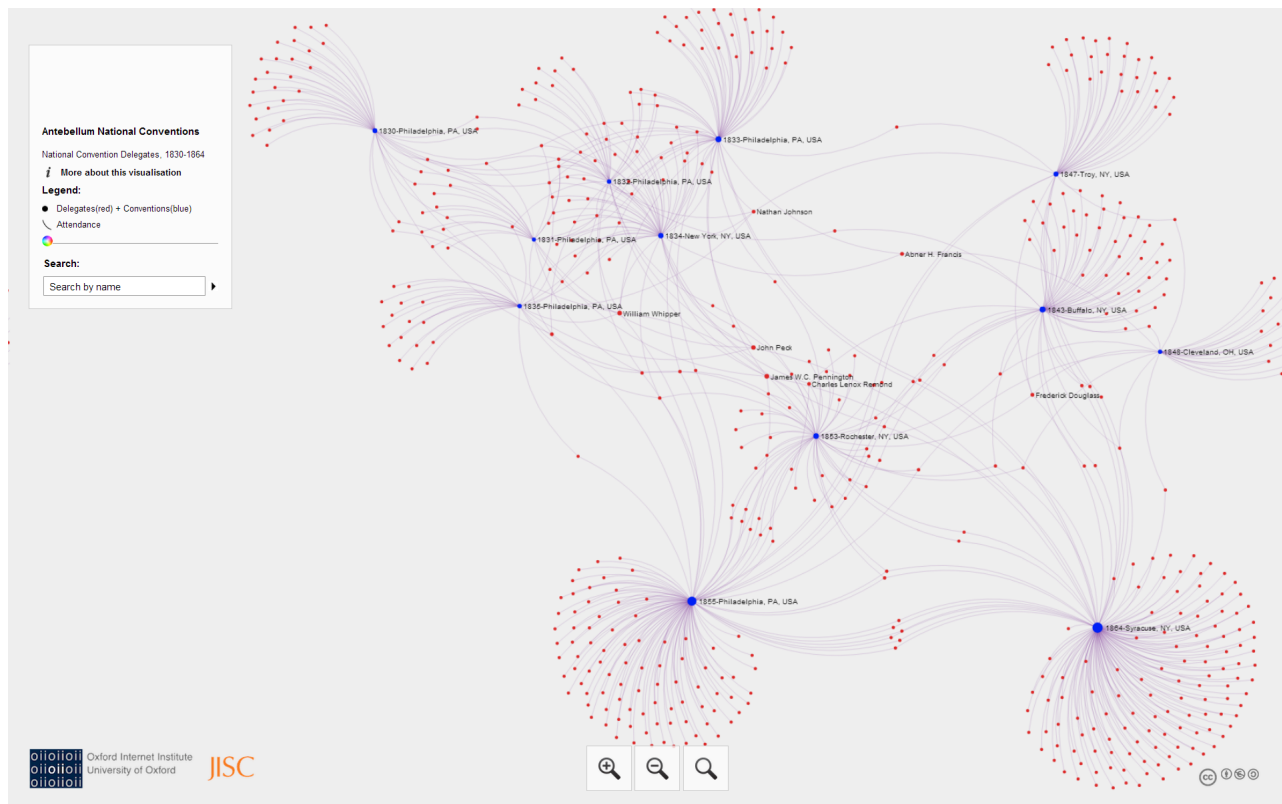 Antebellum National Conventions
National Convention Delegates, 1830-1864
i More about this visualisation
Legend:
Delegates(red) + Conventions(blue)
Attendance
Search:
Search by name
1830-Philadelphia, PA, USA
1833-Philadelphia, PA, USA
1847-Troy, NY, USA
1832-Philadelphia, PA, USA
Nathan Johnson
1834-New York, NY, USA
1831-Philadelphia, PA, USA
Abner H. Francis
1835-Philadelphia, PA, USA
William Whipper
1843-Buffalo, NY, USA
John Peck
1848-Cleveland, OH, USA
James W.C. Pennington
Charles Lenox Remond
Frederick Douglass
1853-Rochester, NY, USA
1855-Philadelphia, PA, USA
1864-Syracuse, NY, USA
oiioiioii
oiioiioii
oiioiioii
Oxford Internet Institute
University of Oxford
JISC
cc